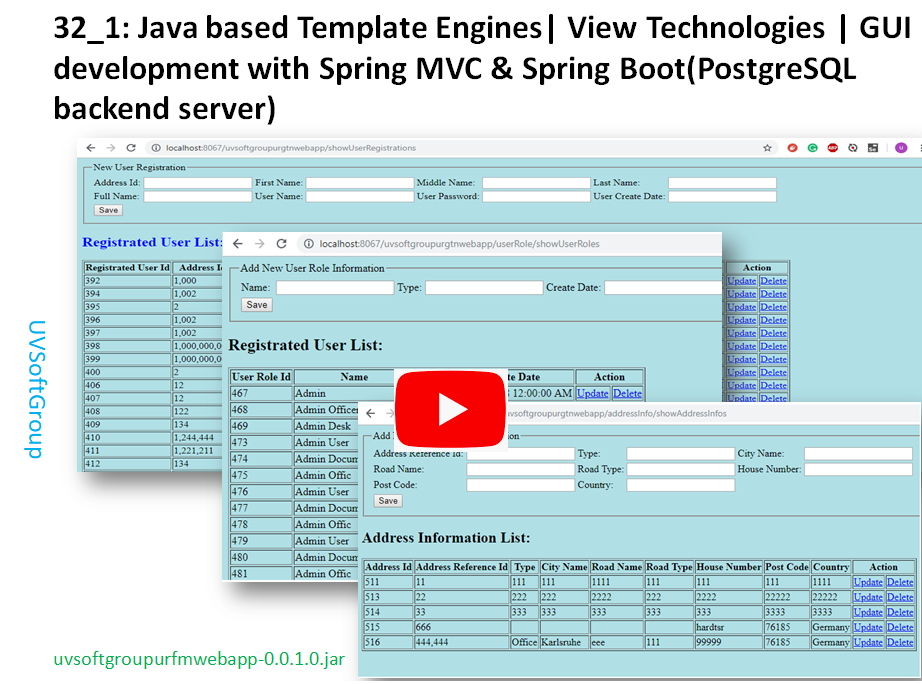 32_1: Java based Template Engines| View Technologies | GUI
development with Spring MVC & Spring Boot(PostgreSQL
backend server)
localhost:8067/uvsoftgroupurgtnwebapp/showUserRegistrations
New User Registration
Address Id: First Name: Middle Name: Last Name:
Full Name: User Name: User Password: User Create Date:
Save
Registrated User List:
Registrated User Id Address I Action
392 1,000 Update Delete
394 1,002 Update Delete
395 2 Update Delete
396 1,002 Update Delete
397 1,002 Update Delete
398 1,000,000,0 Update Delete
399 1,000,000,0 Update Delete
400 2 Update Delete
406 12 Update Delete
407 12 Update Delete
408 122
409 134
410 1,244,444
411 1,221,211
412 134
localhost:8067/uvsoftgroupurgtnwebapp/userRole/showUserRoles
Add New User Role Information
Name: Type: Create Date:
Save
Registrated User List:
User Role Id Name te Date Action
467 Admin 12:00:00 AM Update Delete
468 Admin Officer
469 Admin Desk
473 Admin User
474 Admin Docum
475 Admin Offic
476 Admin User
477 Admin Docum
478 Admin Offic
479 Admin User
480 Admin Docum
481 Admin Offic
uvsoftgroupurgtnwebapp/addressInfo/showAddressInfos
Add
Address Reference Id: Type: City Name:
Road Name: Road Type: House Number:
Post Code: Country:
Save
Address Information List:
Address Id Address Reference Id Type City Name Road Name Road Type House Number Post Code Country Action
511 11 111 111 1111 111 111 111 1111 Update Delete
513 22 222 222 2222 222 2222 22222 22222 Update Delete
514 33 333 333 333 333 333 3333 3333 Update Delete
515 666 hardtsr 76185 Germany Update Delete
516 444,444 Office Karlsruhe eee 111 99999 76185 Germany Update Delete
UVSoftGroup
uvsoftgroupurfmwebapp-0.0.1.0.jar